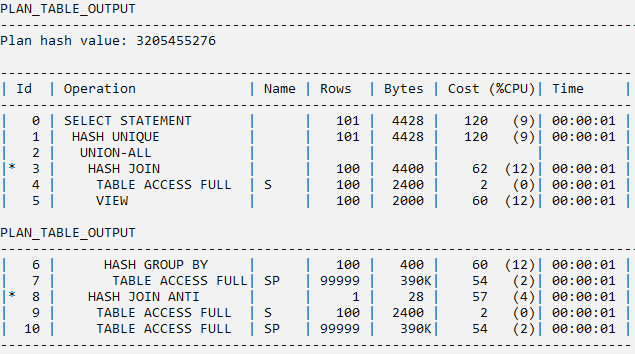 PLAN_TABLE_OUTPUT
--------------------------------------------------------------------------------
Plan hash value: 3205455276

--------------------------------------------------------------------------------
| Id  | Operation              | Name | Rows  | Bytes | Cost (%CPU)| Time     |
--------------------------------------------------------------------------------
|   0 | SELECT STATEMENT       |      |   101 |  4428 |   120   (9)| 00:00:01 |
|   1 |  HASH UNIQUE           |      |   101 |  4428 |   120   (9)| 00:00:01 |
|   2 |   UNION-ALL            |      |       |       |            |          |
|*  3 |    HASH JOIN           |      |   100 |  4400 |    62  (12)| 00:00:01 |
|   4 |     TABLE ACCESS FULL  | S    |   100 |  2400 |     2   (0)| 00:00:01 |
|   5 |     VIEW               |      |   100 |  2000 |    60  (12)| 00:00:01 |

PLAN_TABLE_OUTPUT
--------------------------------------------------------------------------------
|   6 |      HASH GROUP BY     |      |   100 |   400 |    60  (12)| 00:00:01 |
|   7 |       TABLE ACCESS FULL| SP   | 99999 |   390K|    54   (2)| 00:00:01 |
|*  8 |    HASH JOIN ANTI      |      |     1 |    28 |    57   (4)| 00:00:01 |
|   9 |     TABLE ACCESS FULL  | S    |   100 |  2400 |     2   (0)| 00:00:01 |
|  10 |     TABLE ACCESS FULL  | SP   | 99999 |   390K|    54   (2)| 00:00:01 |
--------------------------------------------------------------------------------